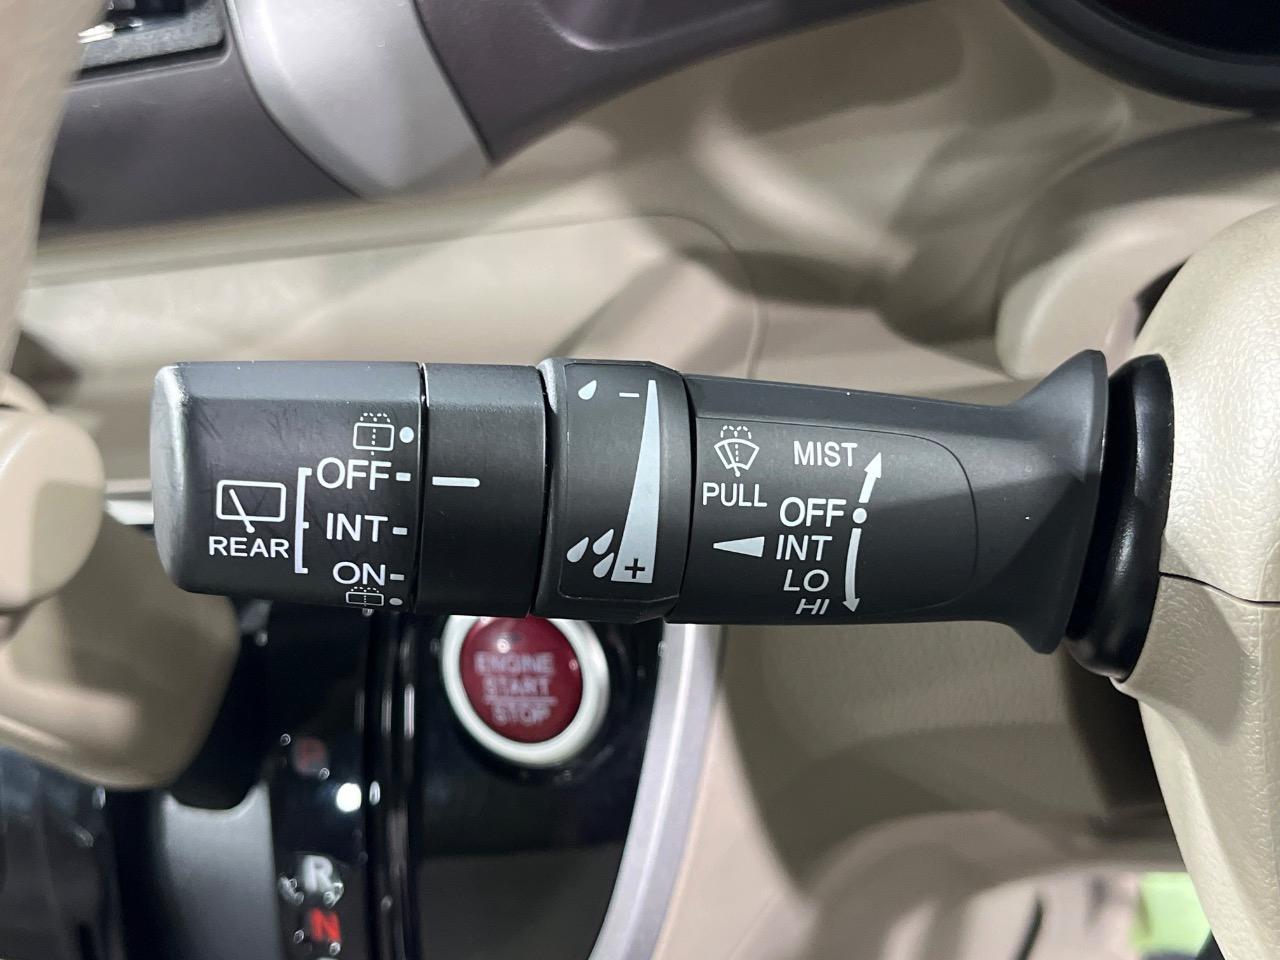 OFF
INT
ON
REAR
−
+
PULL
MIST
OFF
INT
LO
HI
ENGINE
START
STOP
P
R
N